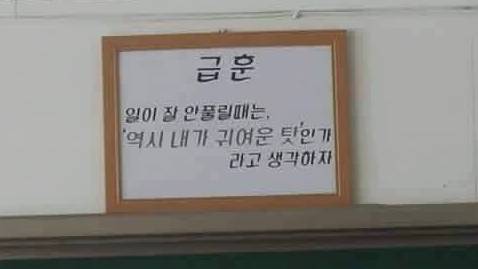 급훈
일이 잘 안풀릴때는,
'역시 내가 귀여운 탓'인가
라고 생각하자